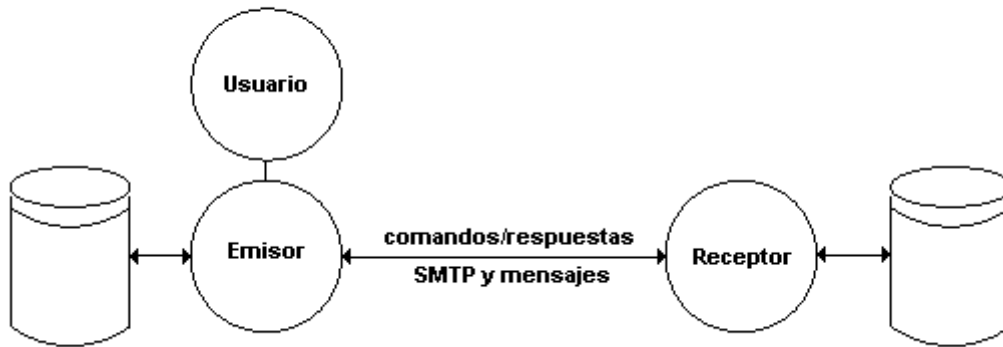 Usuario
Emisor
comandos/respuestas
SMTP y mensajes
Receptor